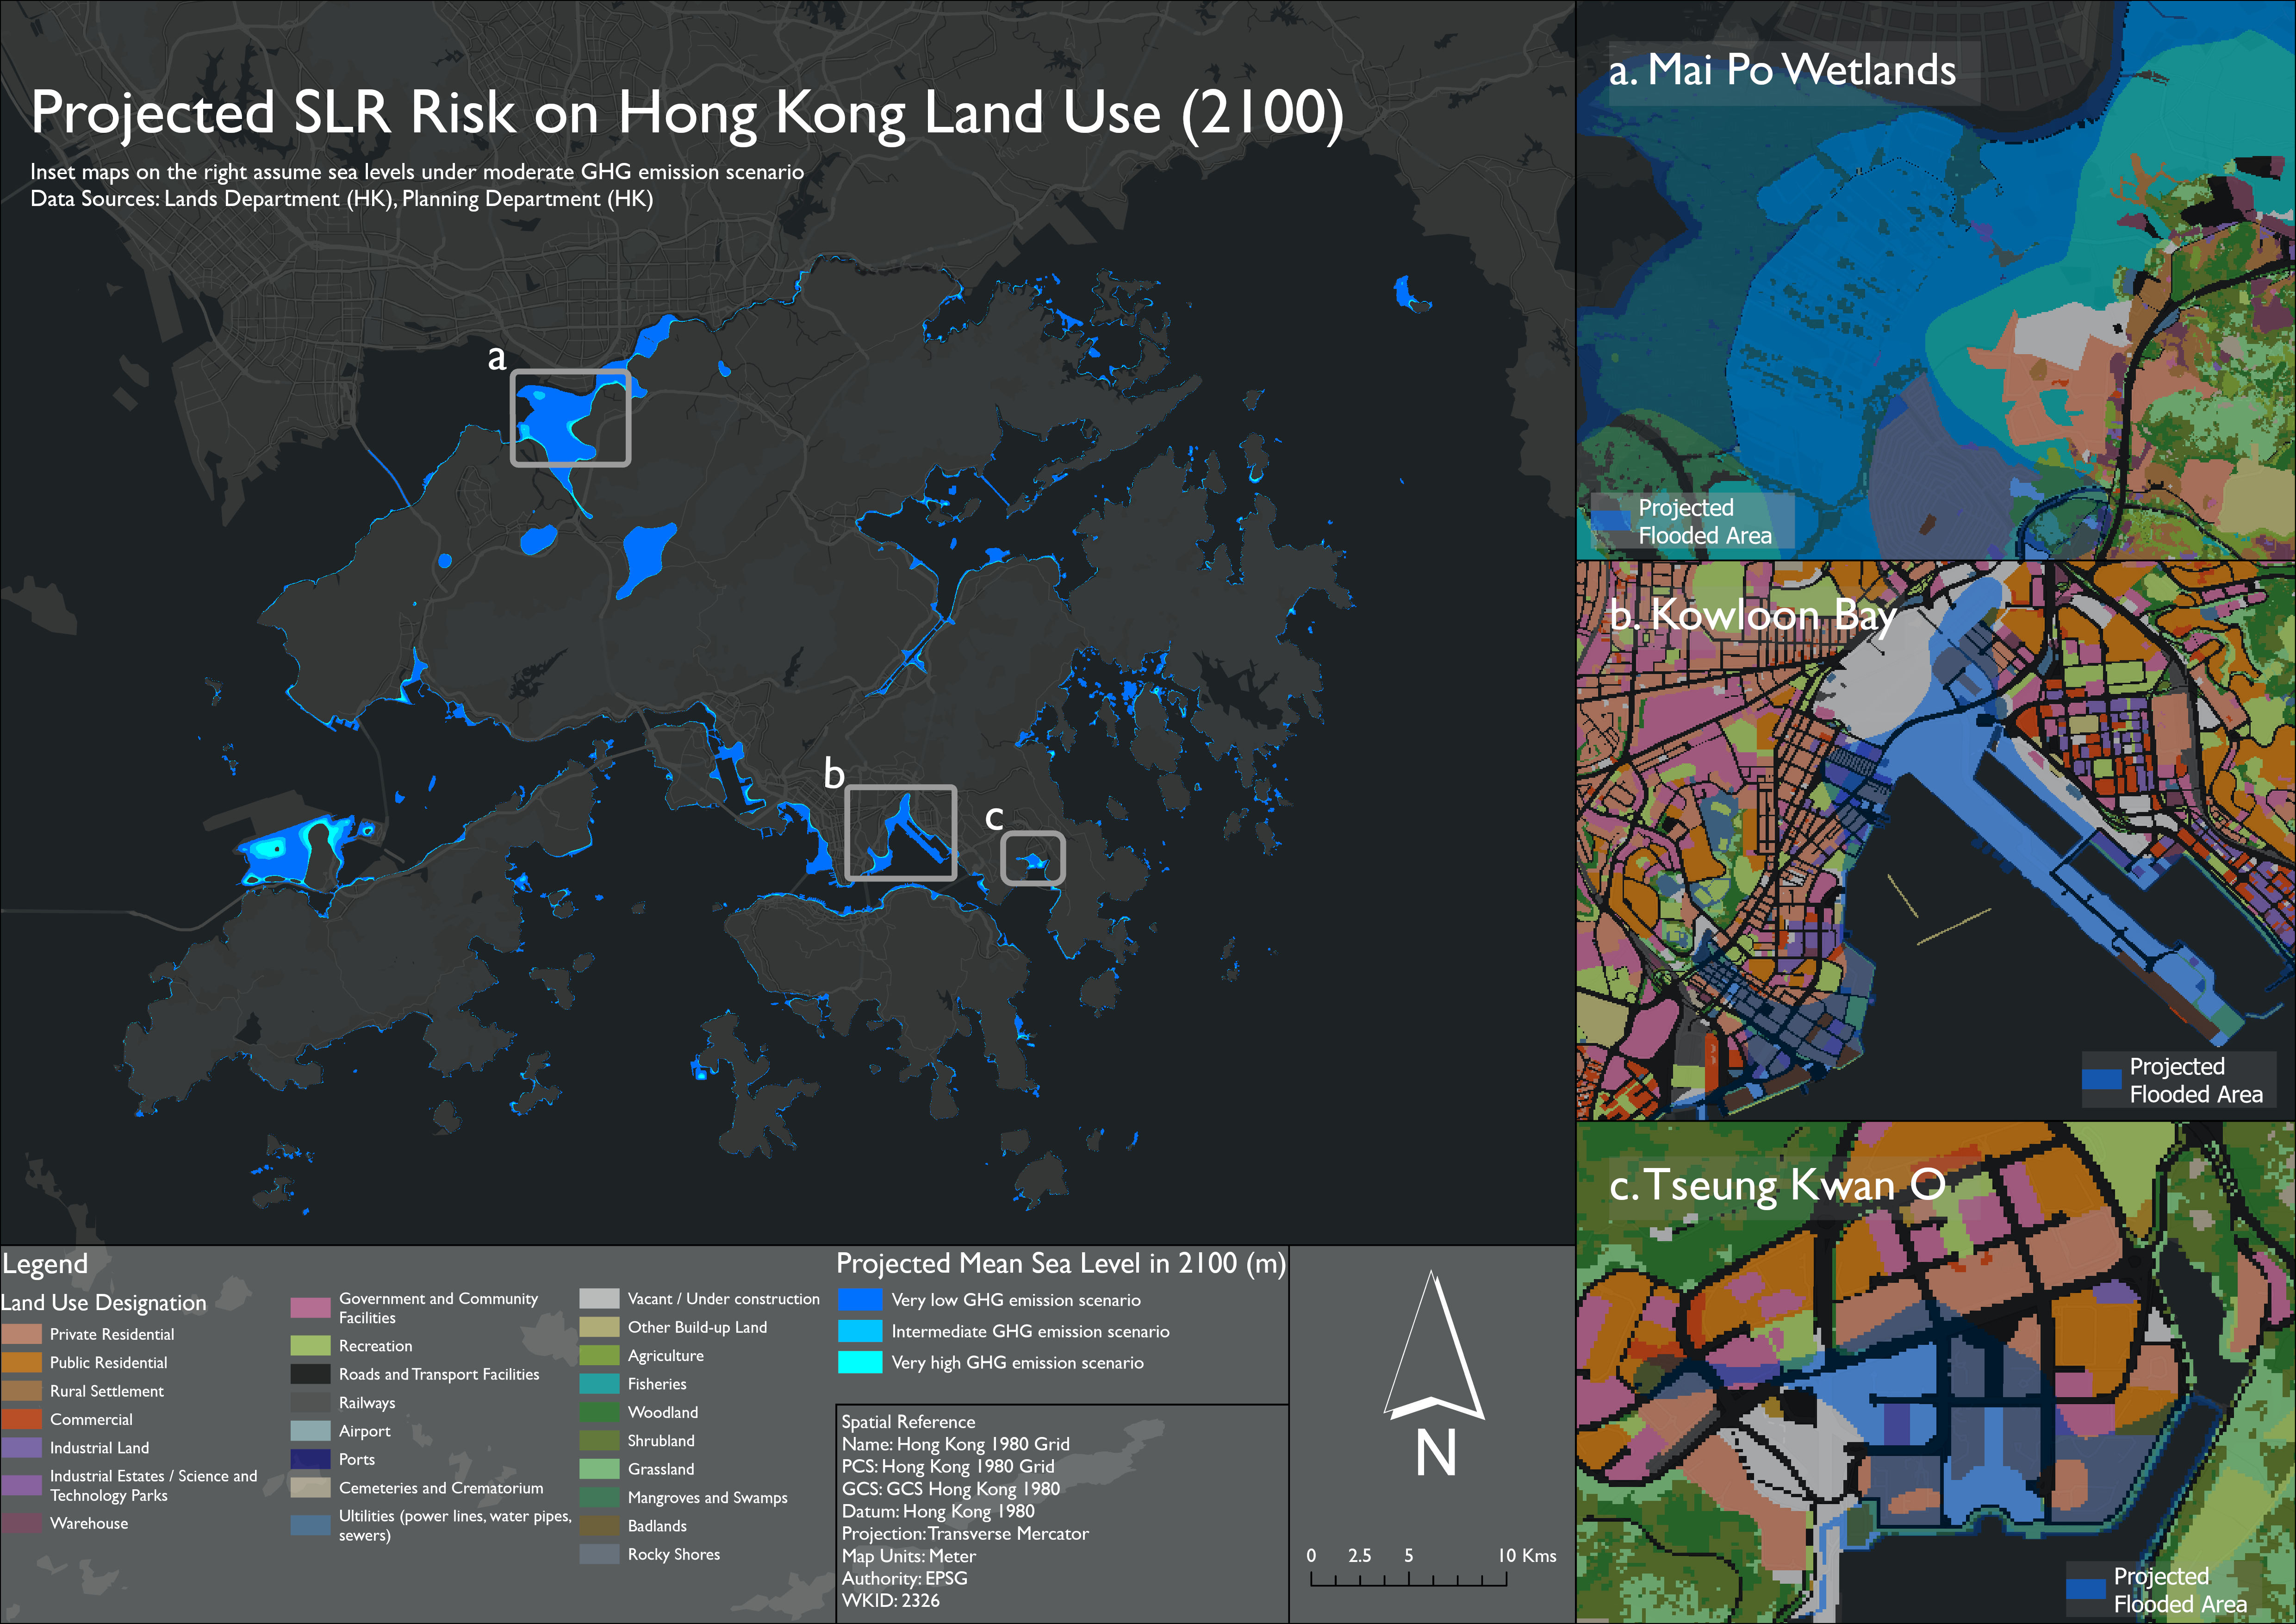 Projected SLR Risk on Hong Kong Land Use (2100)
Inset maps on the right assume sea levels under moderate GHG emission scenario
Data Sources: Lands Department (HK), Planning Department (HK)
a
b
c
a. Mai Po Wetlands
Projected
Flooded Area
b. Kowloon Bay
Projected
Flooded Area
c. Tseung Kwan O
Projected
Flooded Area
Legend
Land Use Designation
Private Residential
Public Residential
Rural Settlement
Commercial
Industrial Land
Industrial Estates / Science and
Technology Parks
Warehouse
Government and Community
Facilities
Recreation
Roads and Transport Facilities
Railways
Airport
Ports
Cemeteries and Crematorium
Ultilities (power lines, water pipes,
sewers)
Vacant / Under construction
Other Build-up Land
Agriculture
Fisheries
Woodland
Shrubland
Grassland
Mangroves and Swamps
Badlands
Rocky Shores
Projected Mean Sea Level in 2100 (m)
Very low GHG emission scenario
Intermediate GHG emission scenario
Very high GHG emission scenario
Spatial Reference
Name: Hong Kong 1980 Grid
PCS: Hong Kong 1980 Grid
GCS: GCS Hong Kong 1980
Datum: Hong Kong 1980
Projection: Transverse Mercator
Map Units: Meter
Authority: EPSG
WKID: 2326
N
0 2.5 5 10 Kms